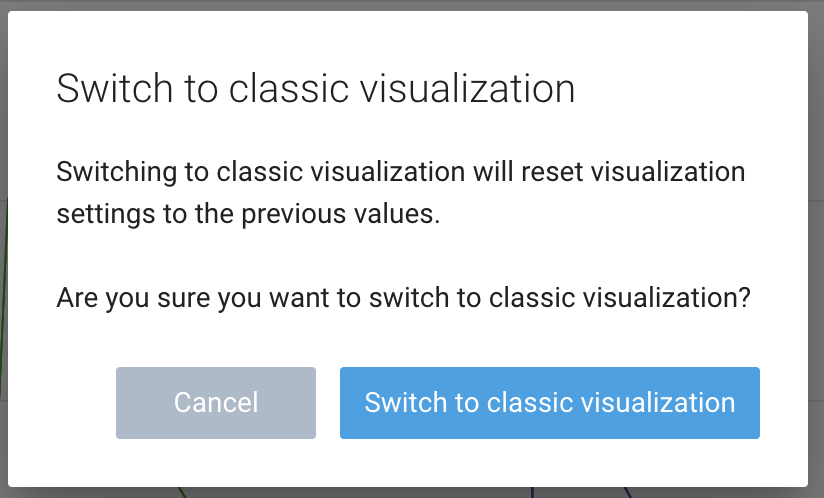 Switch to classic visualization
Switching to classic visualization will reset visualization
settings to the previous values.
Are you sure you want to switch to classic visualization?
Cancel
Switch to classic visualization